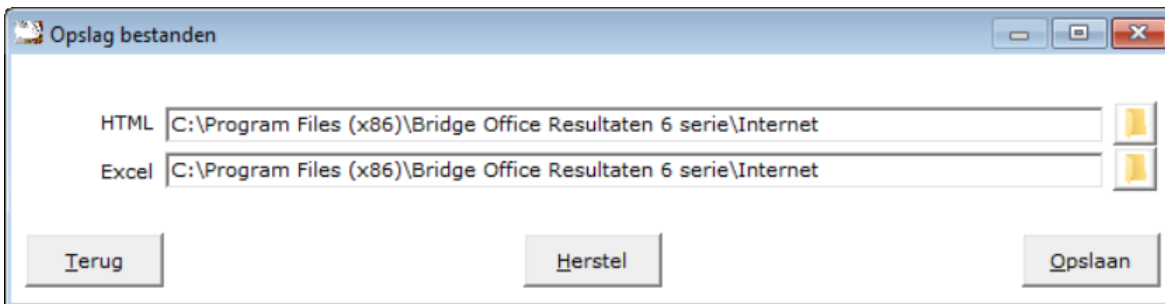 Opslag bestanden
HTML C:\Program Files (x86)\Bridge Office Resultaten 6 serie\Internet
Excel C:\Program Files (x86)\Bridge Office Resultaten 6 serie\Internet
Terug Herstel Opslaan